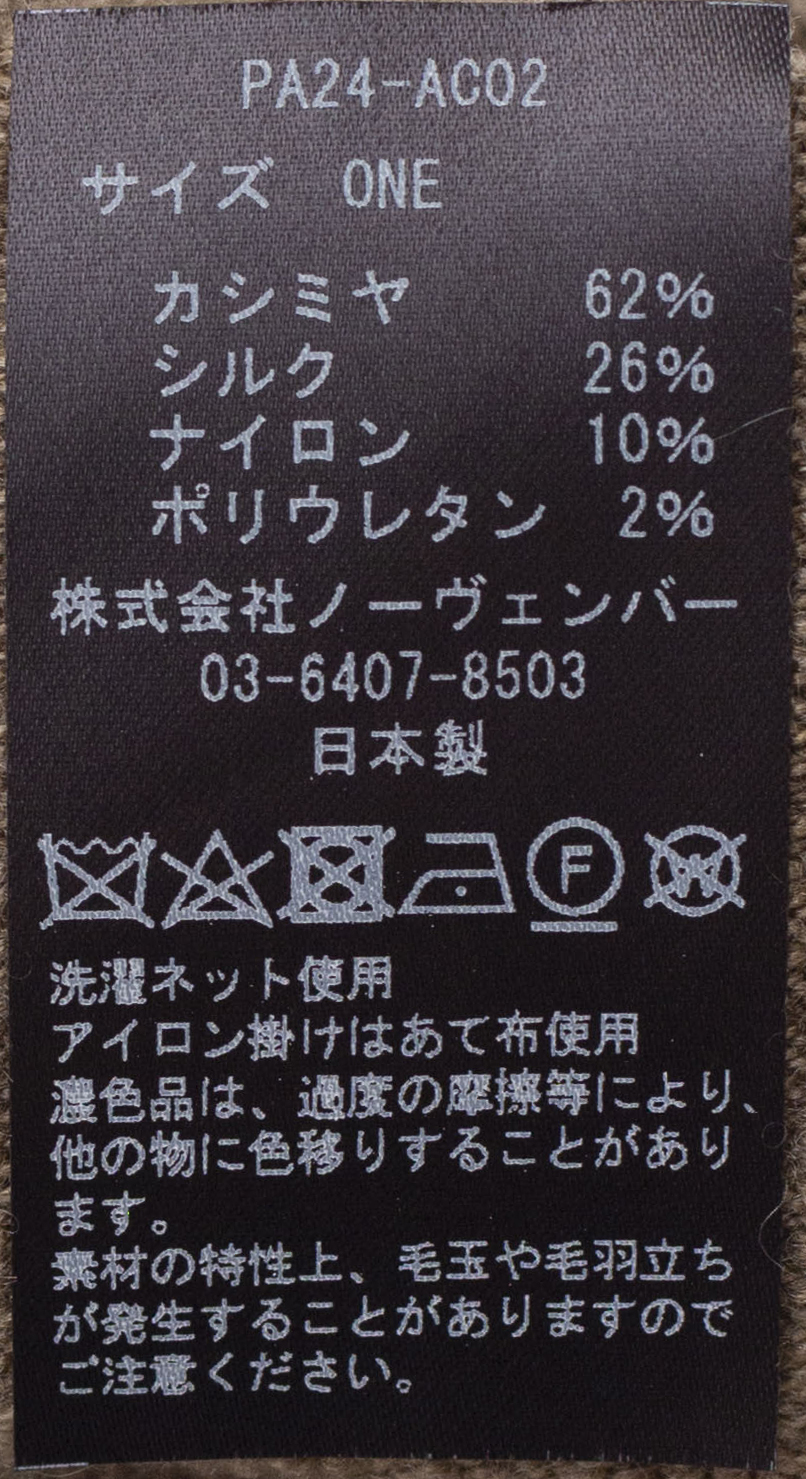 PA24-AC02
サイズ ONE
カシミヤ 62%
シルク 26%
ナイロン 10%
ポリウレタン 2%
株式会社ノーヴェンバー
03-6407-8503
日本製
F W
洗濯ネット使用
アイロン掛けはあて布使用
濃色品は、過度の摩擦等により、
他の物に色移りすることがあり
ます。
素材の特性上、毛玉や毛羽立ち
が発生することがありますので
ご注意ください。